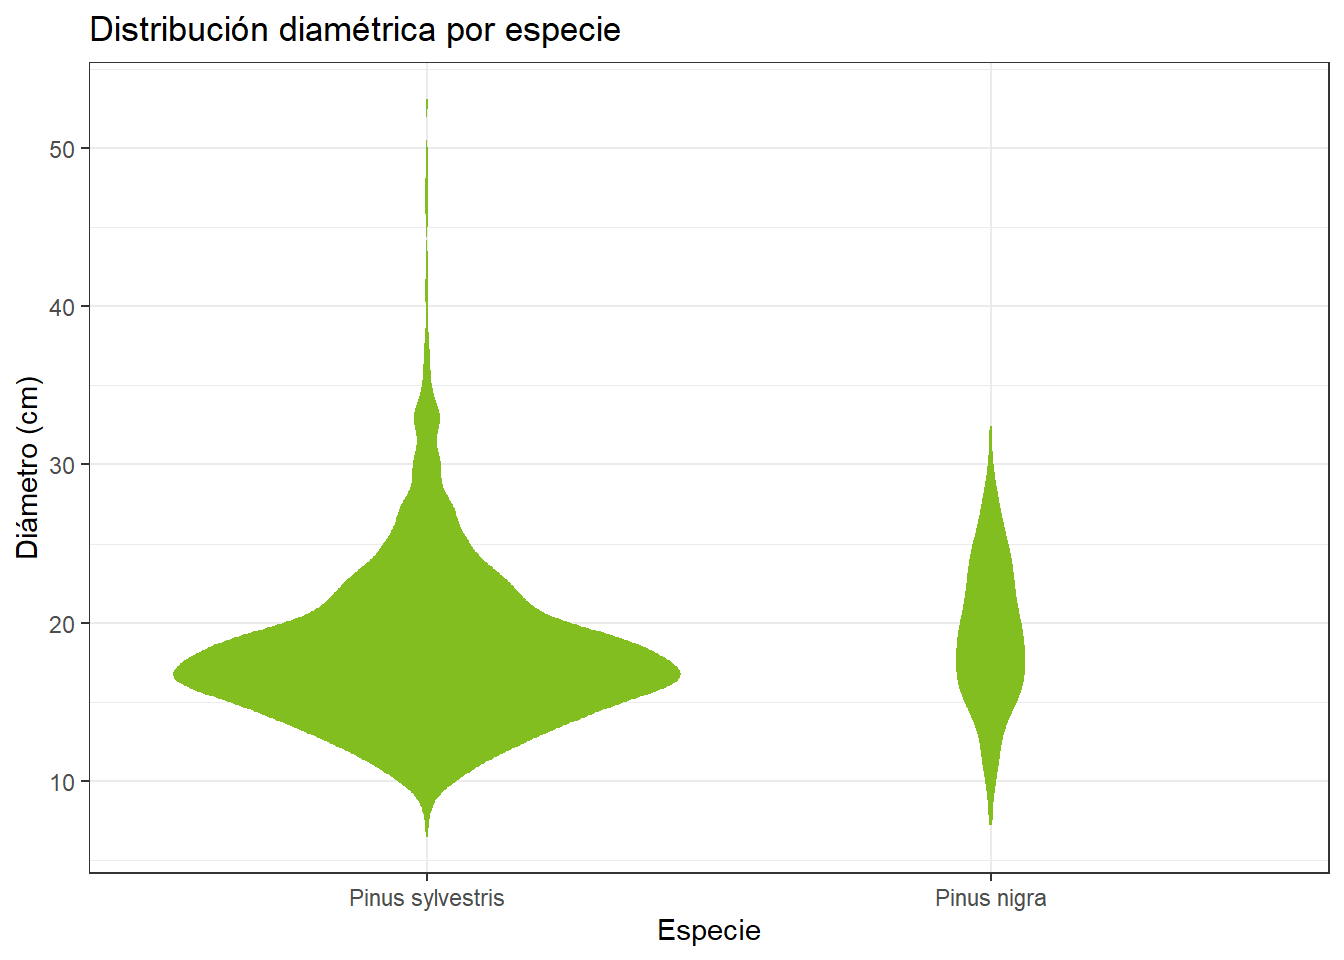 Distribución diamétrica por especie
Diámetro (cm)
50
40
30
20
10
Pinus sylvestris
Pinus nigra
Especie